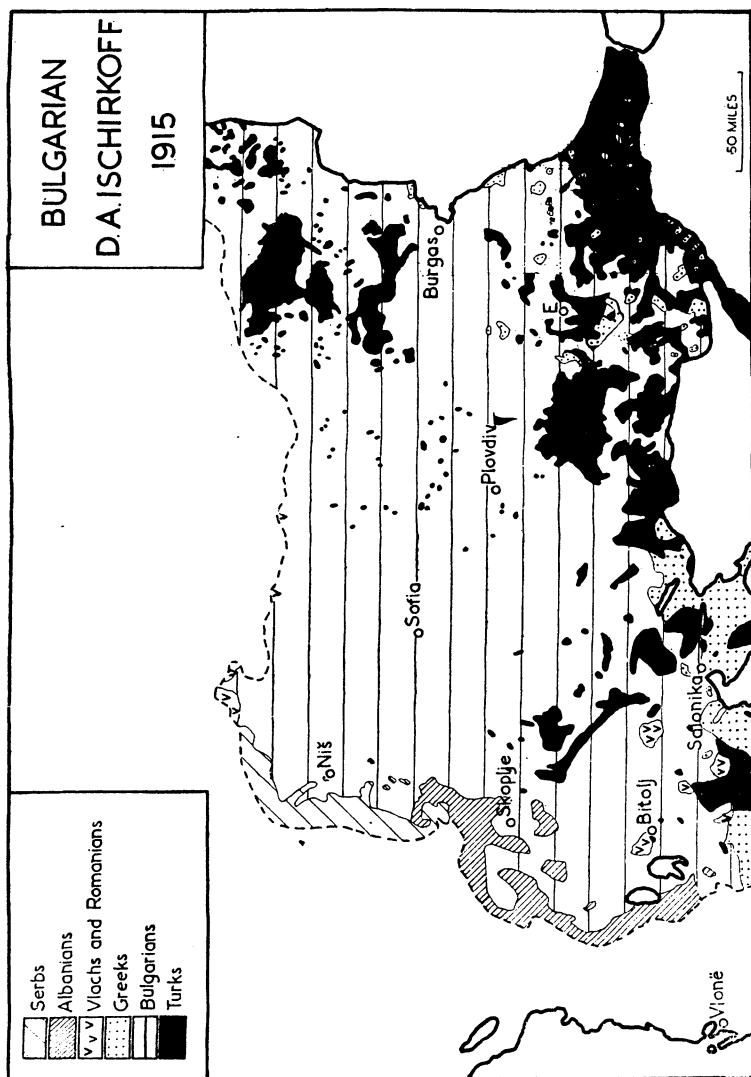 BULGARIAN
D.A.ISCHIRKOFF
1915
Serbs
Albanians
Vlachs and Romanians
Greeks
Bulgarians
Turks
Niš
Sofia
Burgas
Plovdiv
E
Skoplje
Bitolj
Salonika
Vlonë
50 MILES